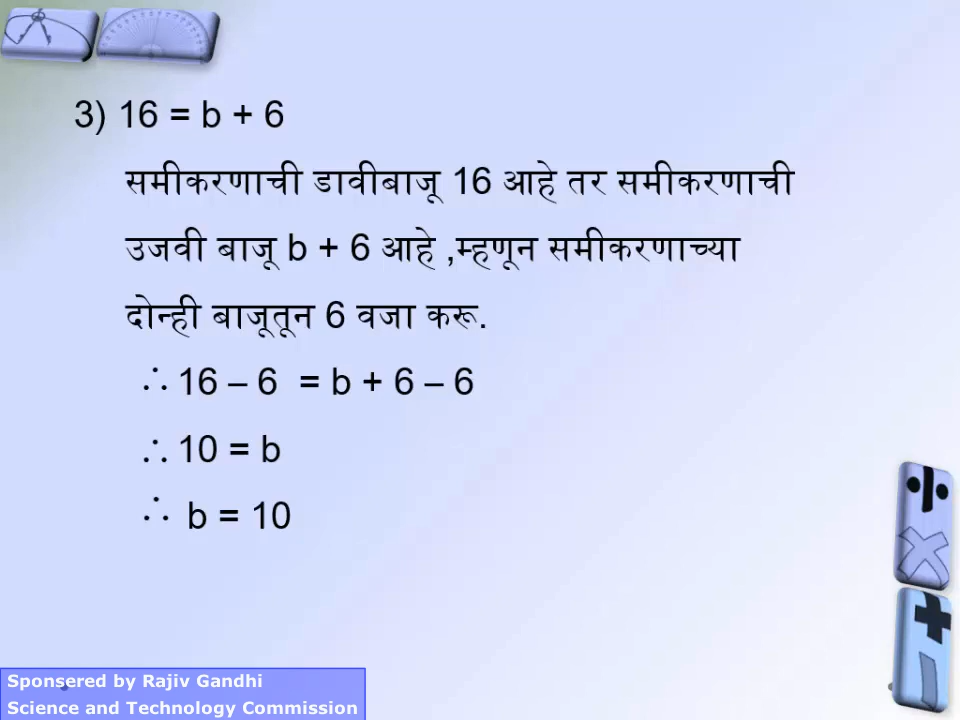 3) 16 = b + 6
समीकरणाची डावीबाजू 16 आहे तर समीकरणाची
उजवी बाजू b + 6 आहे ,म्हणून समीकरणाच्या
दोन्ही बाजूतून 6 वजा करू.
∴ 16 – 6 = b + 6 – 6
∴ 10 = b
∴ b = 10
Sponsered by Rajiv Gandhi
Science and Technology Commission